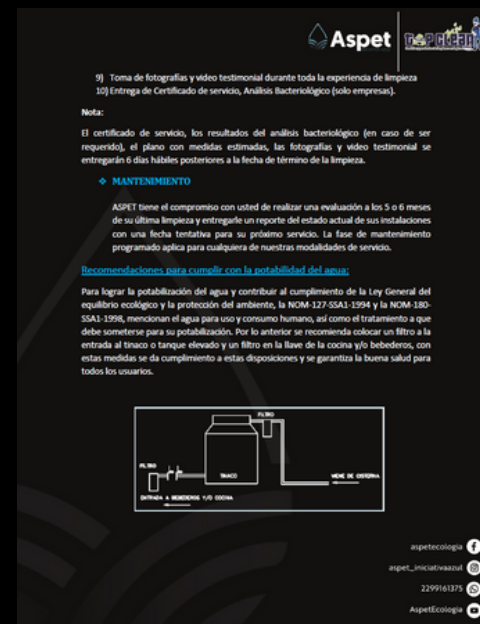 Aspet
Top Clean
9) Toma de fotografías y video testimonial durante toda la experiencia de limpieza
10) Entrega de Certificado de servicio, Análisis Bacteriológico (solo empresas).
Nota:
El certificado de servicio, los resultados del análisis bacteriológico (en caso de ser
requerido), el plano con medidas estimadas, las fotografías y video testimonial se
entregarán 6 días hábiles posteriores a la fecha de término de la limpieza.
MANTENIMIENTO
ASPET tiene el compromiso con usted de realizar una evaluación a los 5 o 6 meses
de su última limpieza y entregarle un reporte del estado actual de sus instalaciones
con una fecha tentativa para su próximo servicio. La fase de mantenimiento
programado aplica para cualquiera de nuestras modalidades de servicio.
Recomendaciones para cumplir con la potabilidad del agua:
Para lograr la potabilización del agua y contribuir al cumplimiento de la Ley General del
equilibrio ecológico y la protección del ambiente, la NOM-127-SSA1-1994 y la NOM-180-
SSA1-1998, mencionan el agua para uso y consumo humano, así como el tratamiento a que
debe someterse para su potabilización. Por lo anterior se recomienda colocar un filtro a la
entrada al tinaco o tanque elevado y un filtro en la llave de la cocina y/o bebederos, con
estas medidas se da cumplimiento a estas disposiciones y se garantiza la buena salud para
todos los usuarios.
FILTRO
FILTRO
TINACO
VIENE DE CISTERNA
ENTRADA A BEBEDEROS Y/O COCINA
aspetecologia
aspet_iniciativaazul
2299161375
AspetEcologia